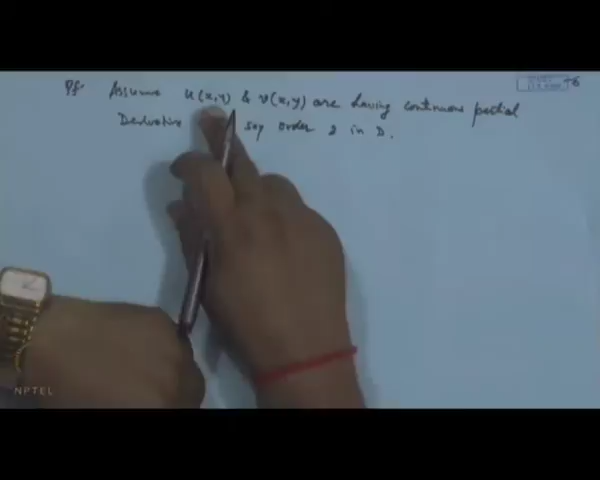 Pf. Assume u(x,y) & v(x,y) are having continuous partial
Derivative say order 2 in D.
NPTEL